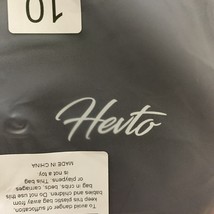 10
Hevto
To avoid danger of suffocation,
keep this plastic bag away from
babies and children. Do not use this
bag in cribs, beds, carriages
or playpens. This bag
is not a toy
MADE IN CHINA